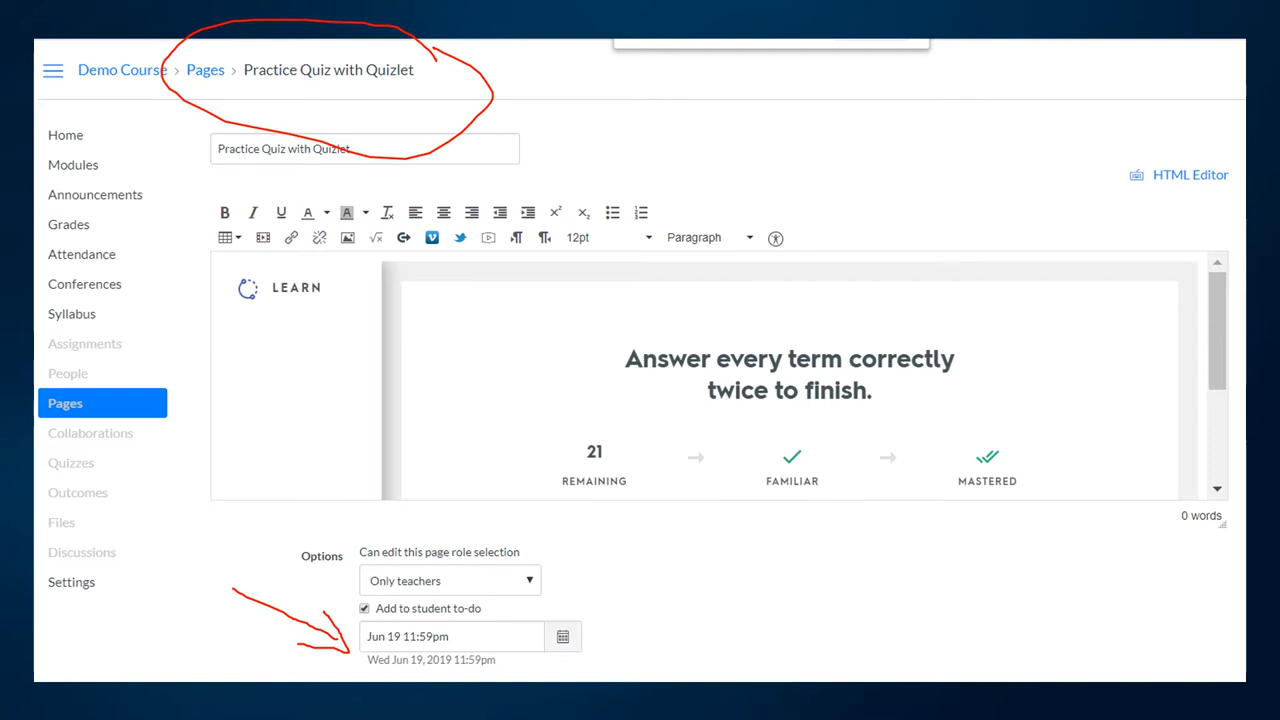 Demo Course > Pages > Practice Quiz with Quizlet
Home
Modules
Announcements
Grades
Attendance
Conferences
Syllabus
Assignments
People
Pages
Collaborations
Quizzes
Outcomes
Files
Discussions
Settings
Practice Quiz with Quizlet
HTML Editor
B I U A A Tx x² x₂
12pt Paragraph
LEARN
Answer every term correctly
twice to finish.
21
REMAINING FAMILIAR MASTERED
0 words
Options
Can edit this page role selection
Only teachers
Add to student to-do
Jun 19 11:59pm
Wed Jun 19, 2019 11:59pm